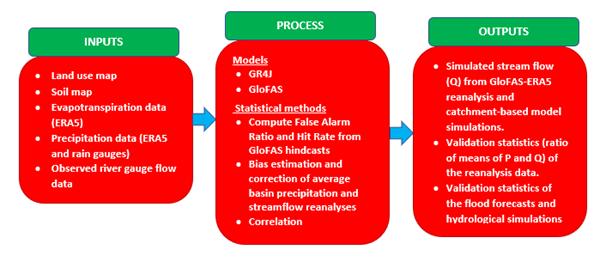 INPUTS
● Land use map
● Soil map
● Evapotranspiration data
(ERA5)
● Precipitation data (ERA5
and rain gauges)
● Observed river gauge flow
data
PROCESS
Models
● GR4J
● GloFAS
Statistical methods
● Compute False Alarm
Ratio and Hit Rate from
GloFAS hindcasts
● Bias estimation and
correction of average
basin precipitation and
streamflow reanalyses
● Correlation
OUTPUTS
● Simulated stream flow
(Q) from GloFAS-ERA5
reanalysis and
catchment-based model
simulations.
● Validation statistics (ratio
of means of P and Q) of
the reanalysis data.
● Validation statistics of
the flood forecasts and
hydrological simulations